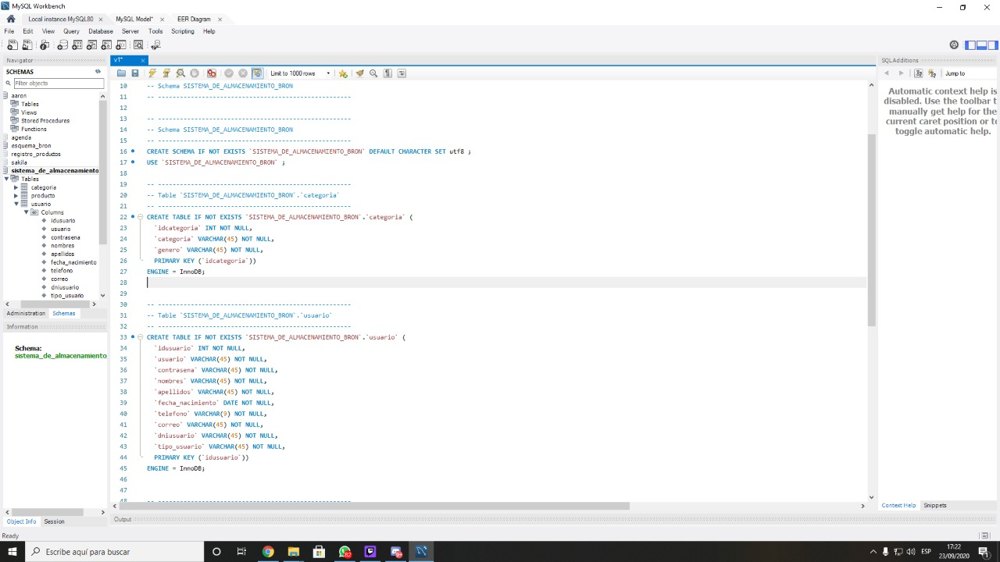 MySQL Workbench
Local instance MySQL80 × MySQL Model* × EER Diagram ×
File Edit View Query Database Server Tools Scripting Help
Navigator
SCHEMAS
Filter objects
aaron
Tables
Views
Stored Procedures
Functions
agenda
esquema_bron
registro_productos
sakila
sistema_de_almacenamiento
Tables
categoria
producto
usuario
Columns
idusuario
usuario
contrasena
nombres
apellidos
fecha_nacimiento
telefono
correo
dniusuario
tipo_usuario
Administration Schemas
Information
Schema:
sistema_de_almacenamiento
Object Info Session
Ready
v1* ×
Limit to 1000 rows
10 -- Schema SISTEMA_DE_ALMACENAMIENTO_BRON
11 -- -----------------------------------------------------
12
13 -- -----------------------------------------------------
14 -- Schema SISTEMA_DE_ALMACENAMIENTO_BRON
15 -- -----------------------------------------------------
16 CREATE SCHEMA IF NOT EXISTS `SISTEMA_DE_ALMACENAMIENTO_BRON` DEFAULT CHARACTER SET utf8 ;
17 USE `SISTEMA_DE_ALMACENAMIENTO_BRON` ;
18
19 -- -----------------------------------------------------
20 -- Table `SISTEMA_DE_ALMACENAMIENTO_BRON`.`categoria`
21 -- -----------------------------------------------------
22 CREATE TABLE IF NOT EXISTS `SISTEMA_DE_ALMACENAMIENTO_BRON`.`categoria` (
23 `idcategoria` INT NOT NULL,
24 `categoria` VARCHAR(45) NOT NULL,
25 `genero` VARCHAR(45) NOT NULL,
26 PRIMARY KEY (`idcategoria`))
27 ENGINE = InnoDB;
28
29
30 -- -----------------------------------------------------
31 -- Table `SISTEMA_DE_ALMACENAMIENTO_BRON`.`usuario`
32 -- -----------------------------------------------------
33 CREATE TABLE IF NOT EXISTS `SISTEMA_DE_ALMACENAMIENTO_BRON`.`usuario` (
34 `idusuario` INT NOT NULL,
35 `usuario` VARCHAR(45) NOT NULL,
36 `contrasena` VARCHAR(45) NOT NULL,
37 `nombres` VARCHAR(45) NOT NULL,
38 `apellidos` VARCHAR(45) NOT NULL,
39 `fecha_nacimiento` DATE NOT NULL,
40 `telefono` VARCHAR(9) NOT NULL,
41 `correo` VARCHAR(45) NOT NULL,
42 `dniusuario` VARCHAR(45) NOT NULL,
43 `tipo_usuario` VARCHAR(45) NOT NULL,
44 PRIMARY KEY (`idusuario`))
45 ENGINE = InnoDB;
46
47
48 -- -----------------------------------------------------
Output
SQLAdditions
Jump to
Automatic context help is
disabled. Use the toolbar t
manually get help for the
current caret position or to
toggle automatic help.
Context Help Snippets
Escribe aquí para buscar
82
ESP
17:22
23/09/2020
1